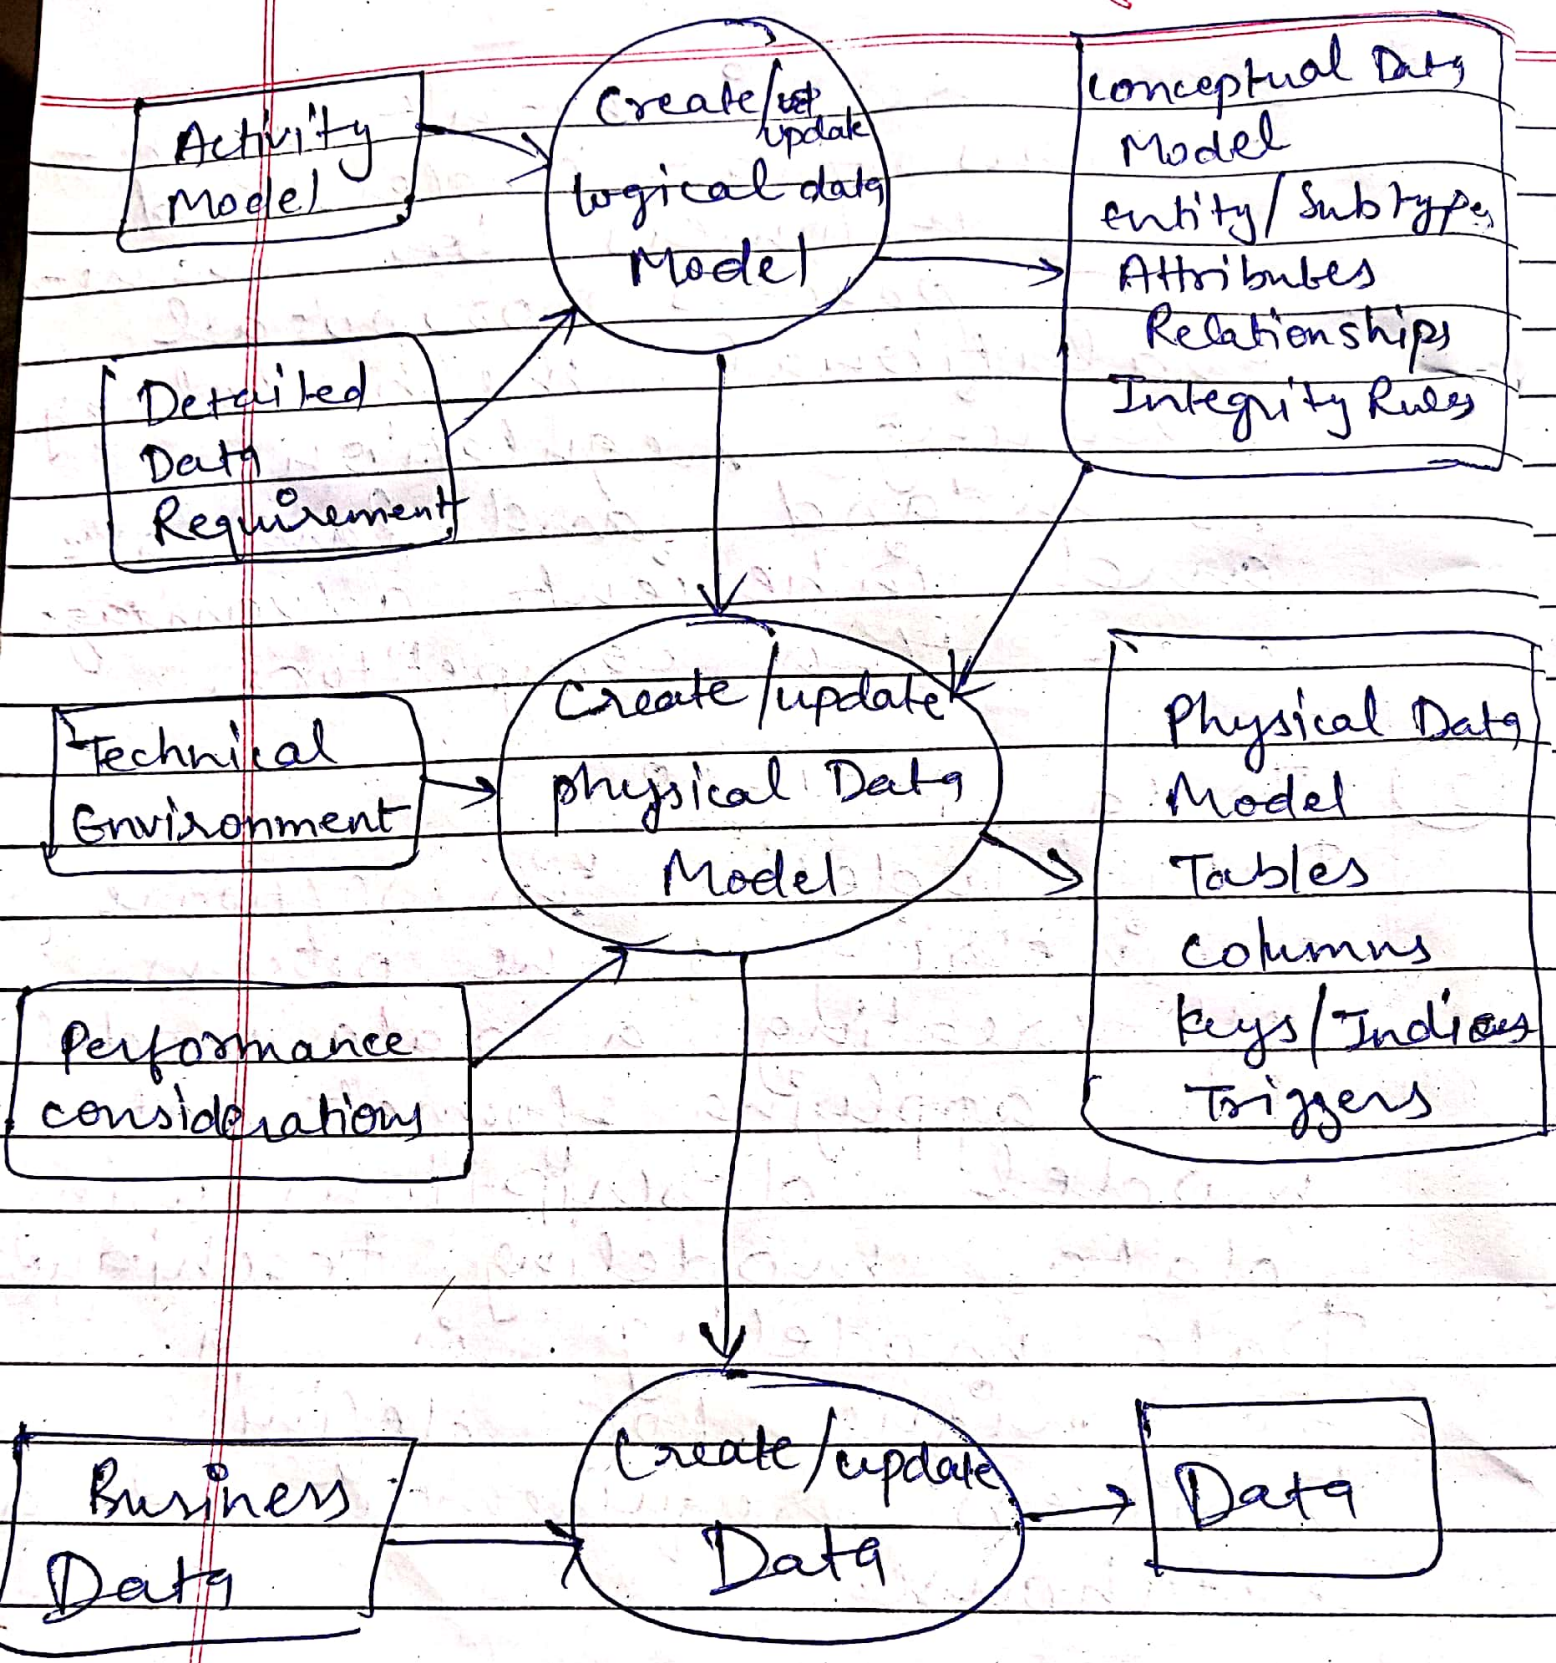 Activity
Model
Create/
update
logical data
Model
Conceptual Data
Model
Entity/Subtypes
Attributes
Relationships
Integrity Rules
Detailed
Data
Requirement
Technical
Environment
Create/update
physical Data
Model
Physical Data
Model
Tables
Columns
keys/Indices
Triggers
Performance
considerations
Business
Data
Create/update
Data
Data